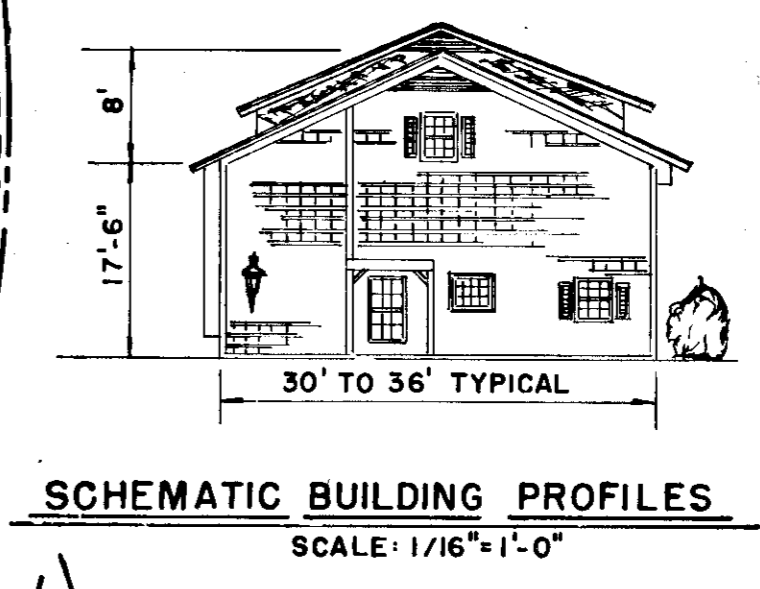 8'
17'-6"
30' TO 36' TYPICAL
SCHEMATIC BUILDING PROFILES
SCALE: 1/16"=1'-0"